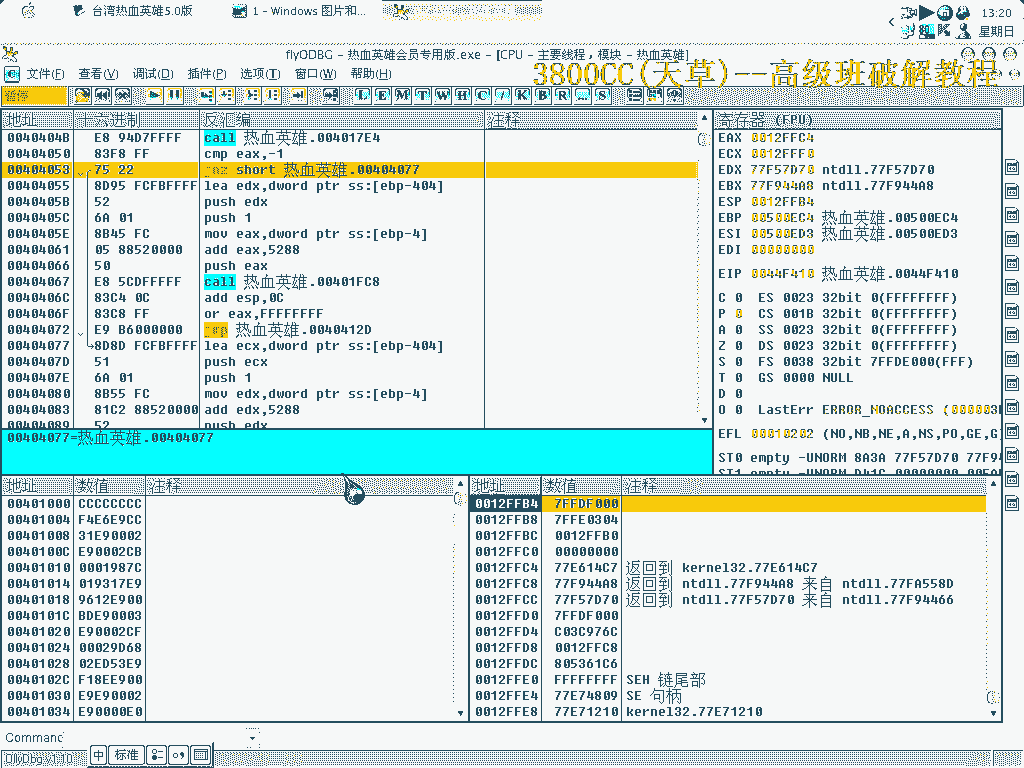 台湾热血英雄5.0版
1 - Windows 图片和...
13:20
星期日
flyODBG - 热血英雄会员专用版.exe - [CPU - 主要线程, 模块 - 热血英雄]
文件(F) 查看(V) 调试(D) 插件(P) 选项(T) 窗口(W) 帮助(H)
3800CC(天草)--高级班破解教程
暂停
L E M T W H C / K B R ... S
地址 十六进制 反汇编 注释
0040404B E8 94D7FFFF call 热血英雄.004017E4
00404050 83F8 FF cmp eax,-1
00404053 75 22 jnz short 热血英雄.00404077
00404055 8D95 FCFBFFFF lea edx,dword ptr ss:[ebp-404]
0040405B 52 push edx
0040405C 6A 01 push 1
0040405E 8B45 FC mov eax,dword ptr ss:[ebp-4]
00404061 05 88520000 add eax,5288
00404066 50 push eax
00404067 E8 5CDFFFFF call 热血英雄.00401FC8
0040406C 83C4 0C add esp,0C
0040406F 83C8 FF or eax,FFFFFFFF
00404072 E9 B6000000 jmp 热血英雄.0040412D
00404077 8D8D FCFBFFFF lea ecx,dword ptr ss:[ebp-404]
0040407D 51 push ecx
0040407E 6A 01 push 1
00404080 8B55 FC mov edx,dword ptr ss:[ebp-4]
00404083 81C2 88520000 add edx,5288
00404089 52 push edx
00404077=热血英雄.00404077
寄存器 (FPU)
EAX 0012FFC4
ECX 0012FFF0
EDX 77F57D70 ntdll.77F57D70
EBX 77F944A8 ntdll.77F944A8
ESP 0012FFB4
EBP 00500EC4 热血英雄.00500EC4
ESI 00500ED3 热血英雄.00500ED3
EDI 00000000
EIP 0044F410 热血英雄.0044F410
C 0 ES 0023 32bit 0(FFFFFFFF)
P 0 CS 001B 32bit 0(FFFFFFFF)
A 0 SS 0023 32bit 0(FFFFFFFF)
Z 0 DS 0023 32bit 0(FFFFFFFF)
S 0 FS 0038 32bit 7FFDE000(FFF)
T 0 GS 0000 NULL
D 0
O 0 LastErr ERROR_NOACCESS (000003
EFL 00010202 (NO,NB,NE,A,NS,PO,GE,G
ST0 empty -UNORM 8A3A 77F57D70 77F9
地址 数值 注释
00401000 CCCCCCCC
00401004 F4E6E9CC
00401008 31E90002
0040100C E90002CB
00401010 0001987C
00401014 019317E9
00401018 9612E900
0040101C BDE90003
00401020 E90002CF
00401024 00029D68
00401028 02ED53E9
0040102C F18EE900
00401030 E9E90002
00401034 E90000E0
地址 数值 注释
0012FFB4 7FFDF000
0012FFB8 7FFE0304
0012FFBC 0012FFB0
0012FFC0 00000000
0012FFC4 77E614C7 返回到 kernel32.77E614C7
0012FFC8 77F944A8 返回到 ntdll.77F944A8 来自 ntdll.77FA558D
0012FFCC 77F57D70 返回到 ntdll.77F57D70 来自 ntdll.77F94466
0012FFD0 7FFDF000
0012FFD4 C03C976C
0012FFD8 0012FFC8
0012FFDC 805361C6
0012FFE0 FFFFFFFF SEH 链尾部
0012FFE4 77E74809 SE 句柄
0012FFE8 77E71210 kernel32.77E71210
Command
中 标准